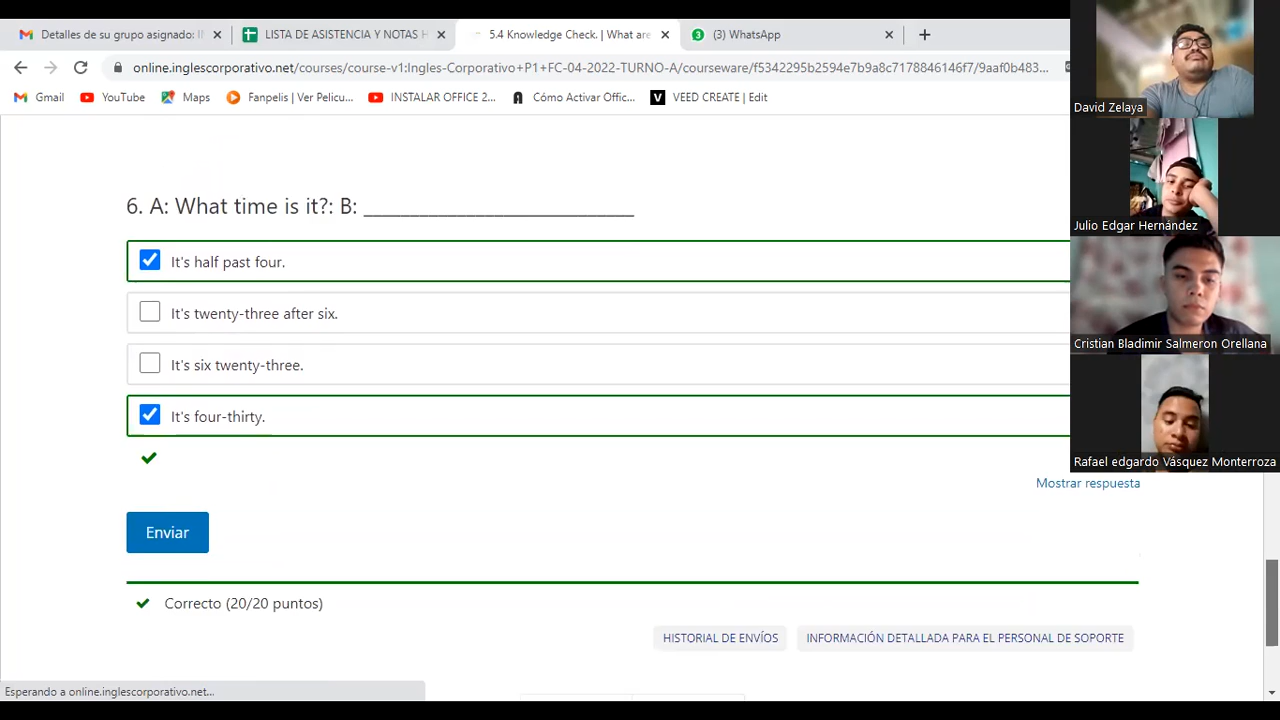 Detalles de su grupo asignado: I
LISTA DE ASISTENCIA Y NOTAS H
5.4 Knowledge Check. | What are
(3) WhatsApp
online.inglescorporativo.net/courses/course-v1:Ingles-Corporativo+P1+FC-04-2022-TURNO-A/courseware/f5342295b2594e7b9a8c7178846146f7/9aaf0b483...
Gmail
YouTube
Maps
Fanpelis | Ver Pelicu...
INSTALAR OFFICE 2...
Cómo Activar Offic...
VEED CREATE | Edit
David Zelaya
Julio Edgar Hernández
Cristian Bladimir Salmeron Orellana
Rafael edgardo Vásquez Monterroza
6. A: What time is it?: B: ____________________________
It's half past four.
It's twenty-three after six.
It's six twenty-three.
It's four-thirty.
Mostrar respuesta
Enviar
Correcto (20/20 puntos)
HISTORIAL DE ENVÍOS
INFORMACIÓN DETALLADA PARA EL PERSONAL DE SOPORTE
Esperando a online.inglescorporativo.net...